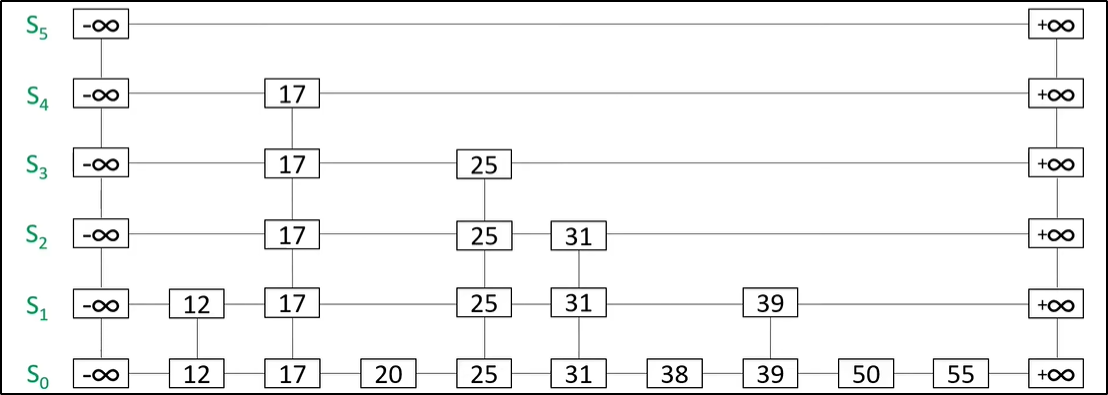 S5 -∞ +∞
S4 -∞ 17 +∞
S3 -∞ 17 25 +∞
S2 -∞ 17 25 31 +∞
S1 -∞ 12 17 25 31 39 +∞
S0 -∞ 12 17 20 25 31 38 39 50 55 +∞